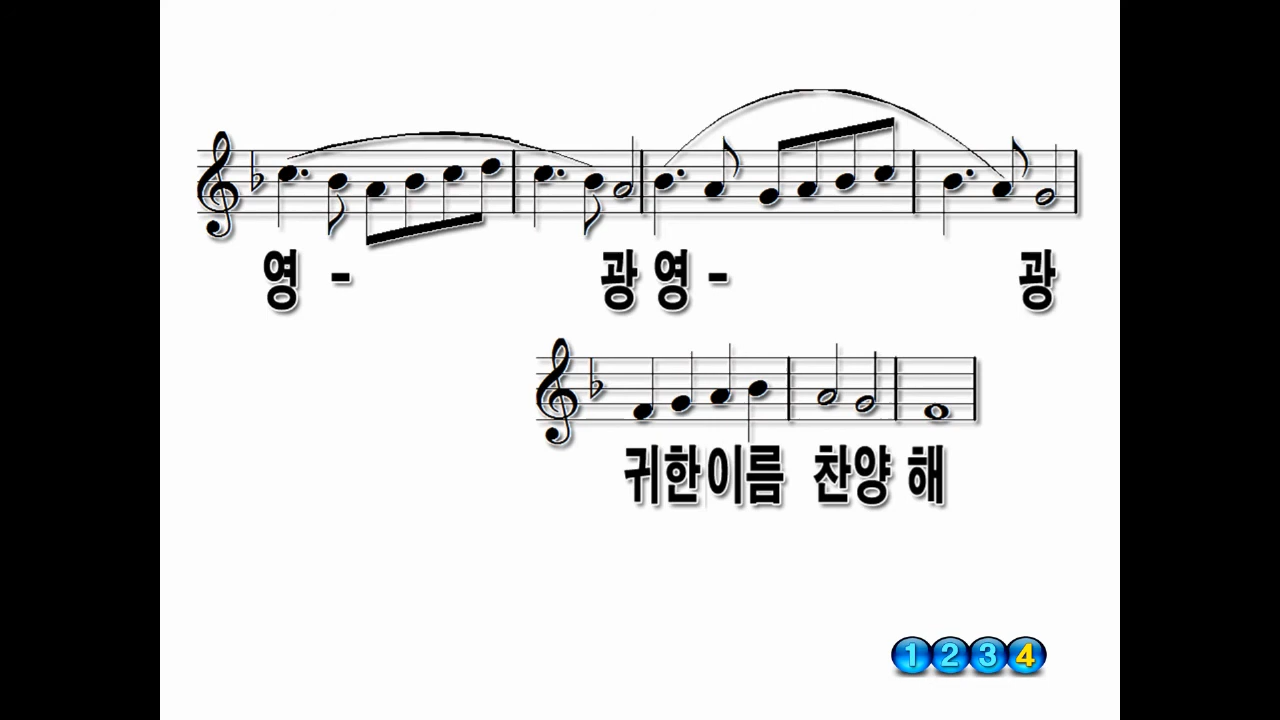 영 - 광 영 - 광
귀한이름 찬양 해
1 2 3 4